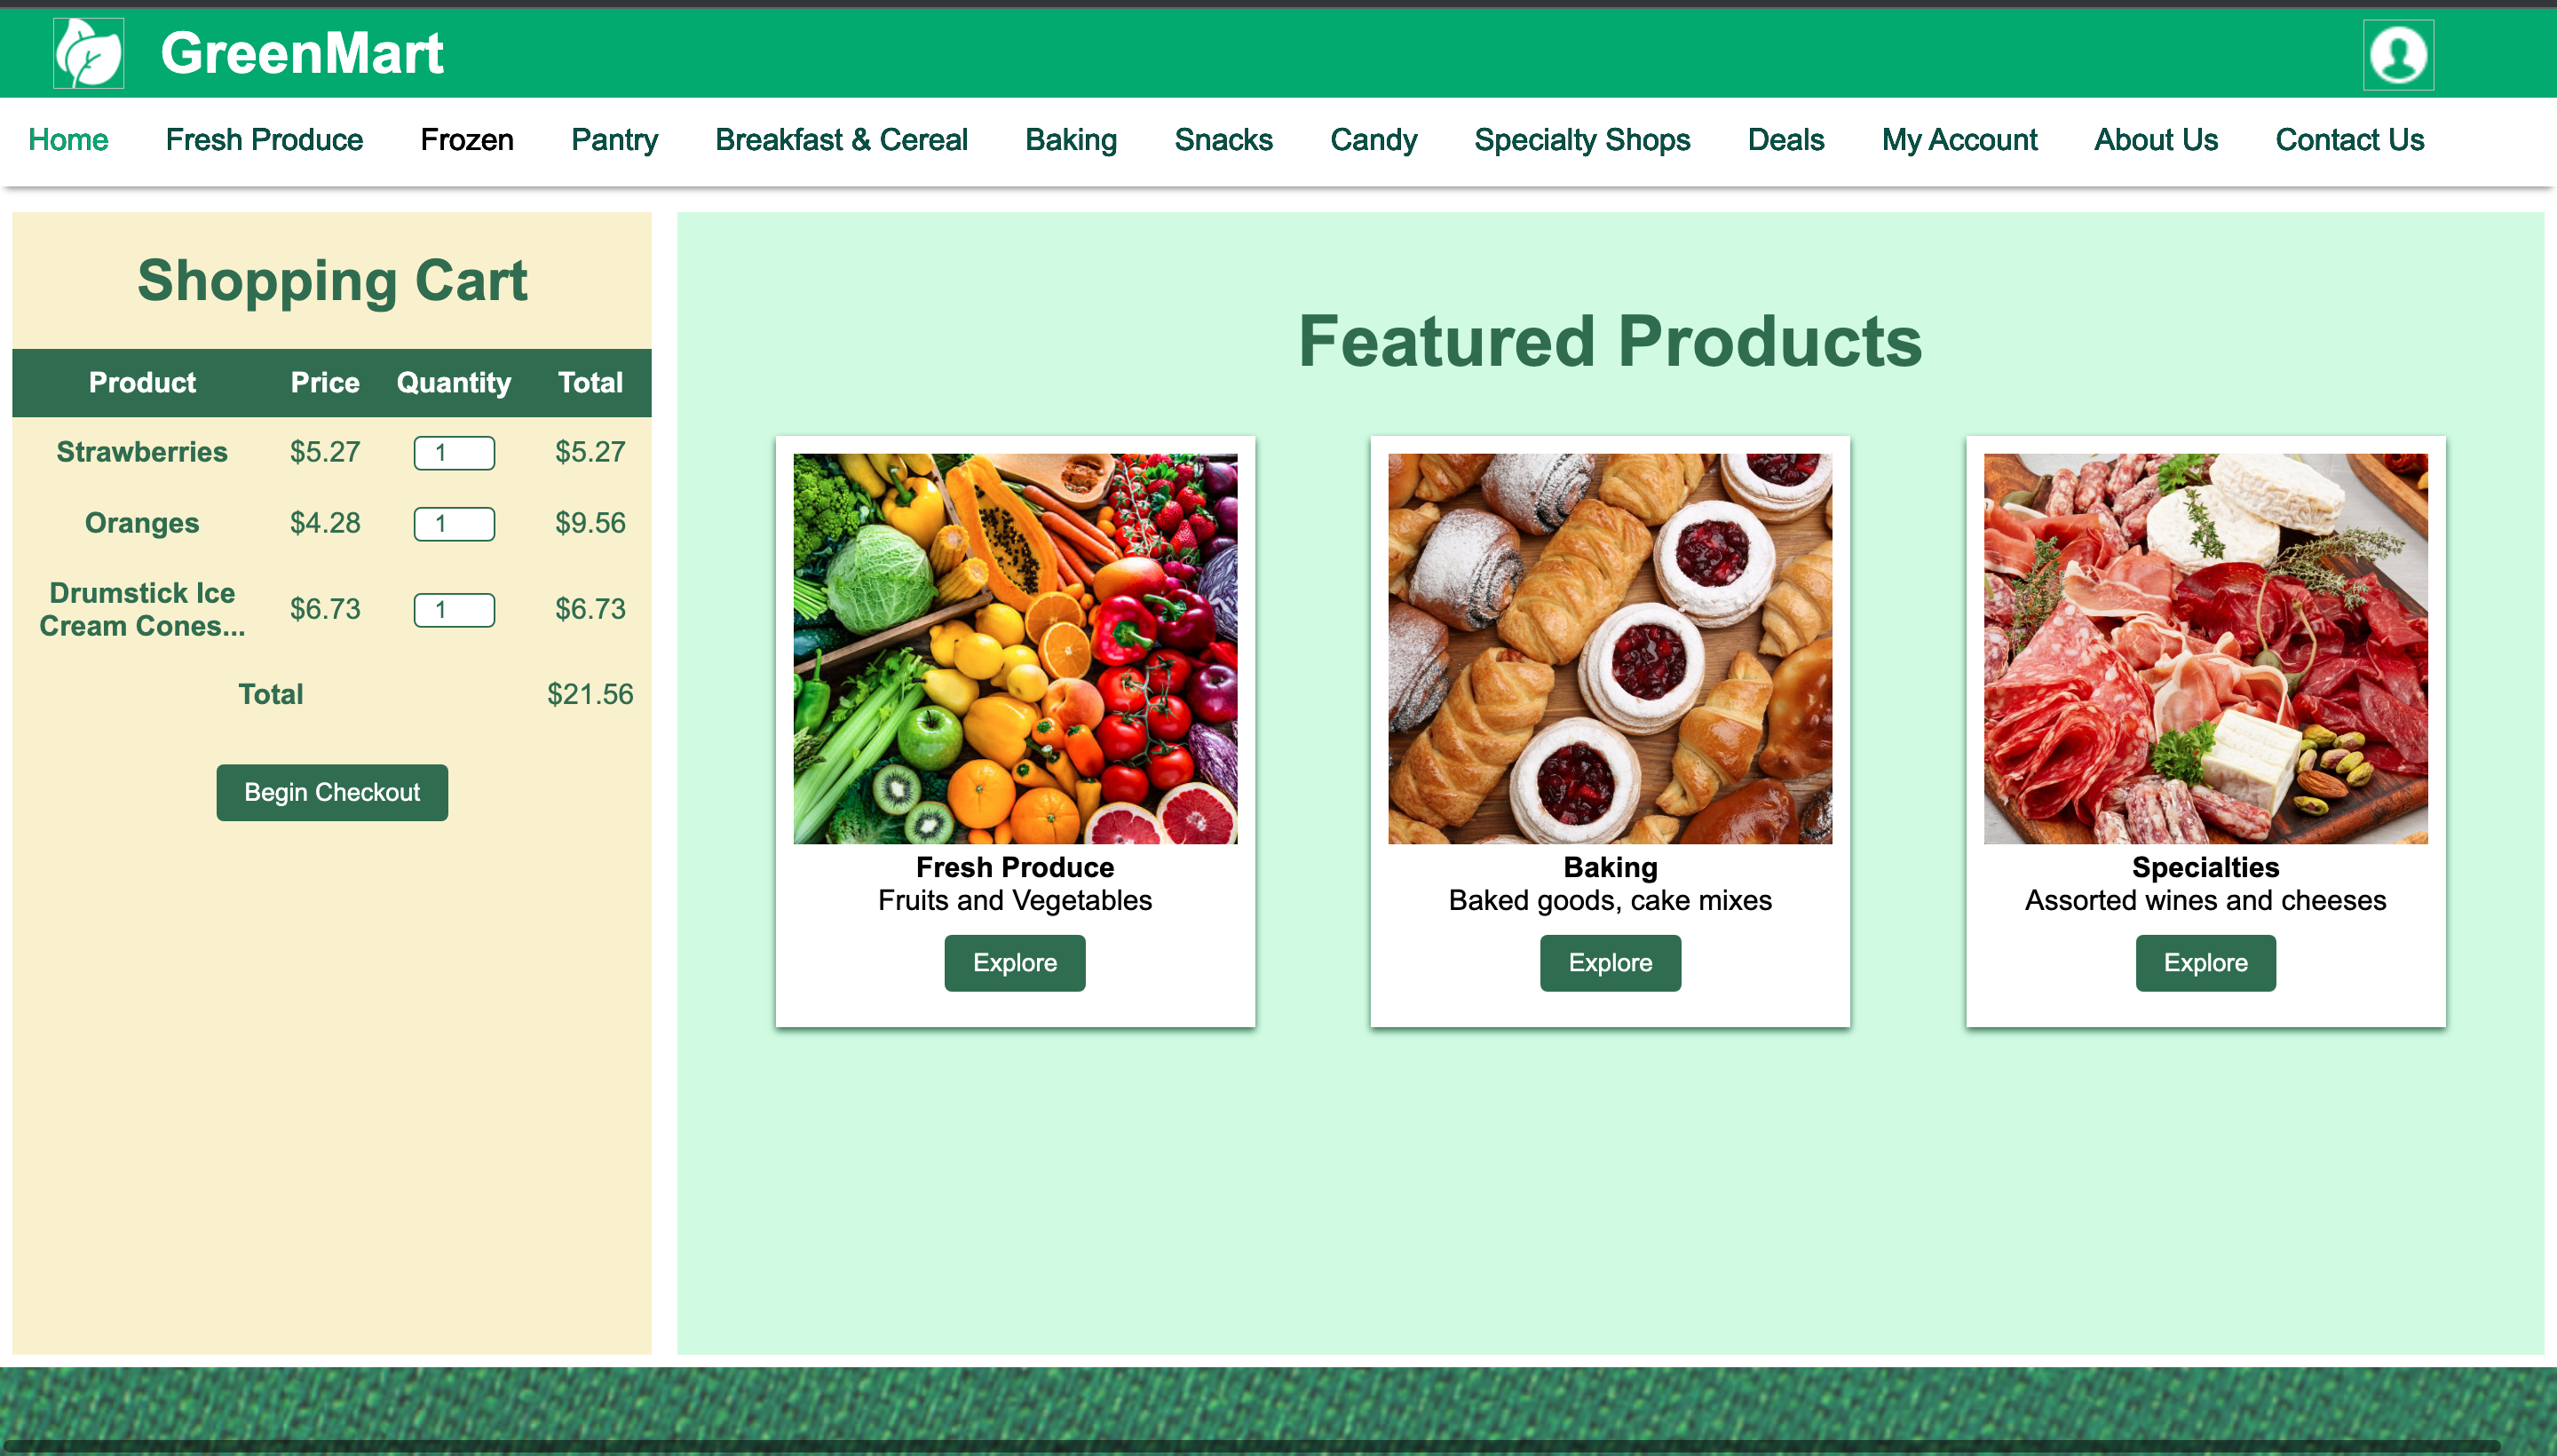 GreenMart
Home Fresh Produce Frozen Pantry Breakfast & Cereal Baking Snacks Candy Specialty Shops Deals My Account About Us Contact Us
Shopping Cart
Product Price Quantity Total
Strawberries $5.27 1 $5.27
Oranges $4.28 1 $9.56
Drumstick Ice
Cream Cones... $6.73 1 $6.73
Total $21.56
Begin Checkout
Featured Products
Fresh Produce
Fruits and Vegetables
Explore
Baking
Baked goods, cake mixes
Explore
Specialties
Assorted wines and cheeses
Explore